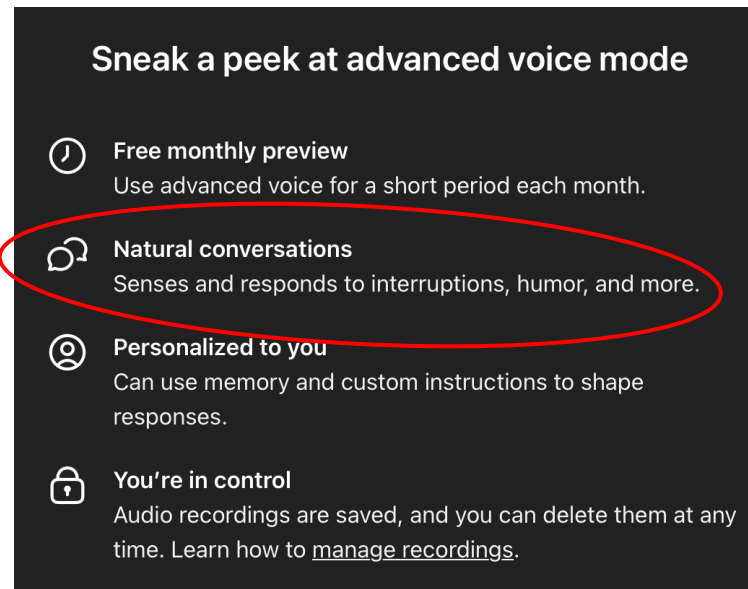 Sneak a peek at advanced voice mode
Free monthly preview
Use advanced voice for a short period each month.
Natural conversations
Senses and responds to interruptions, humor, and more.
Personalized to you
Can use memory and custom instructions to shape
responses.
You’re in control
Audio recordings are saved, and you can delete them at any
time. Learn how to manage recordings.